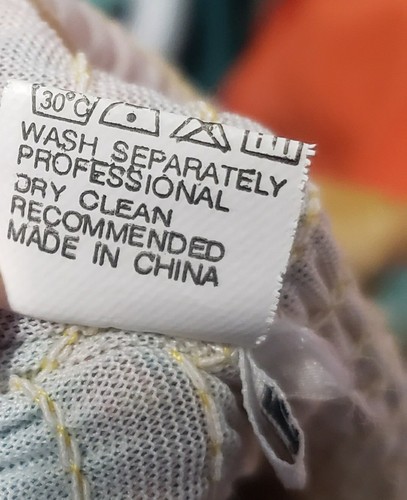 30°C
WASH SEPARATELY
PROFESSIONAL
DRY CLEAN
RECOMMENDED
MADE IN CHINA